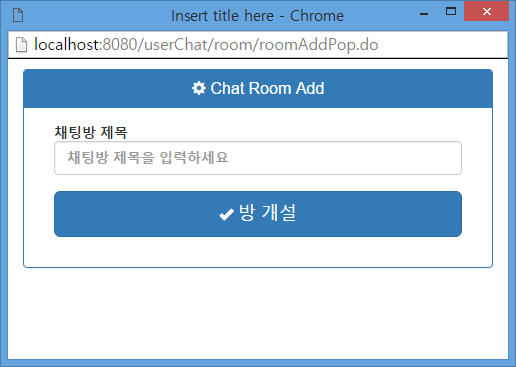 Insert title here - Chrome
localhost:8080/userChat/room/roomAddPop.do
Chat Room Add
채팅방 제목
채팅방 제목을 입력하세요
방 개설